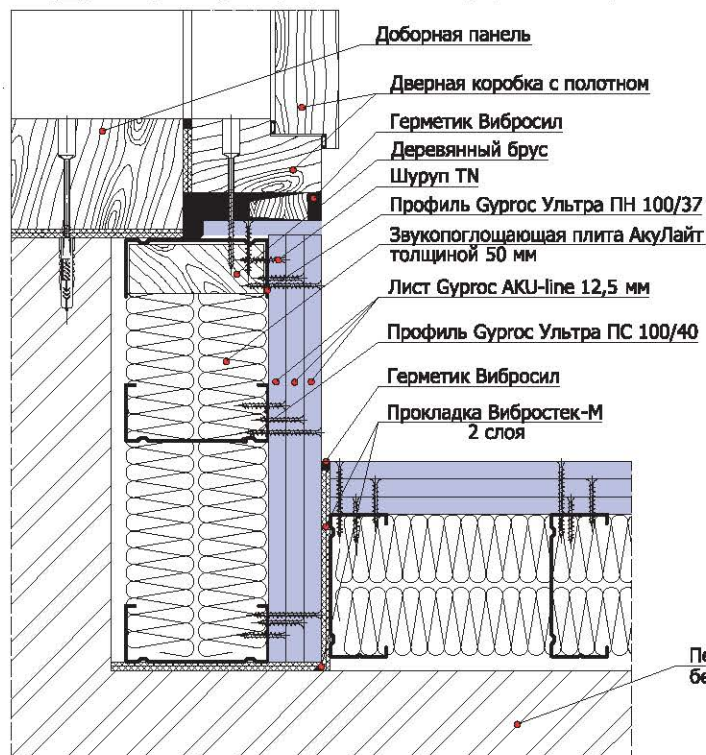 Доборная панель
Дверная коробка с полотном
Герметик Вибросил
Деревянный брус
Шуруп TN
Профиль Gyproc Ультра ПН 100/37
Звукопоглощающая плита АкуЛайт
толщиной 50 мм
Лист Gyproc AKU-line 12,5 мм
Профиль Gyproc Ультра ПС 100/40
Герметик Вибросил
Прокладка Вибростек-М
2 слоя